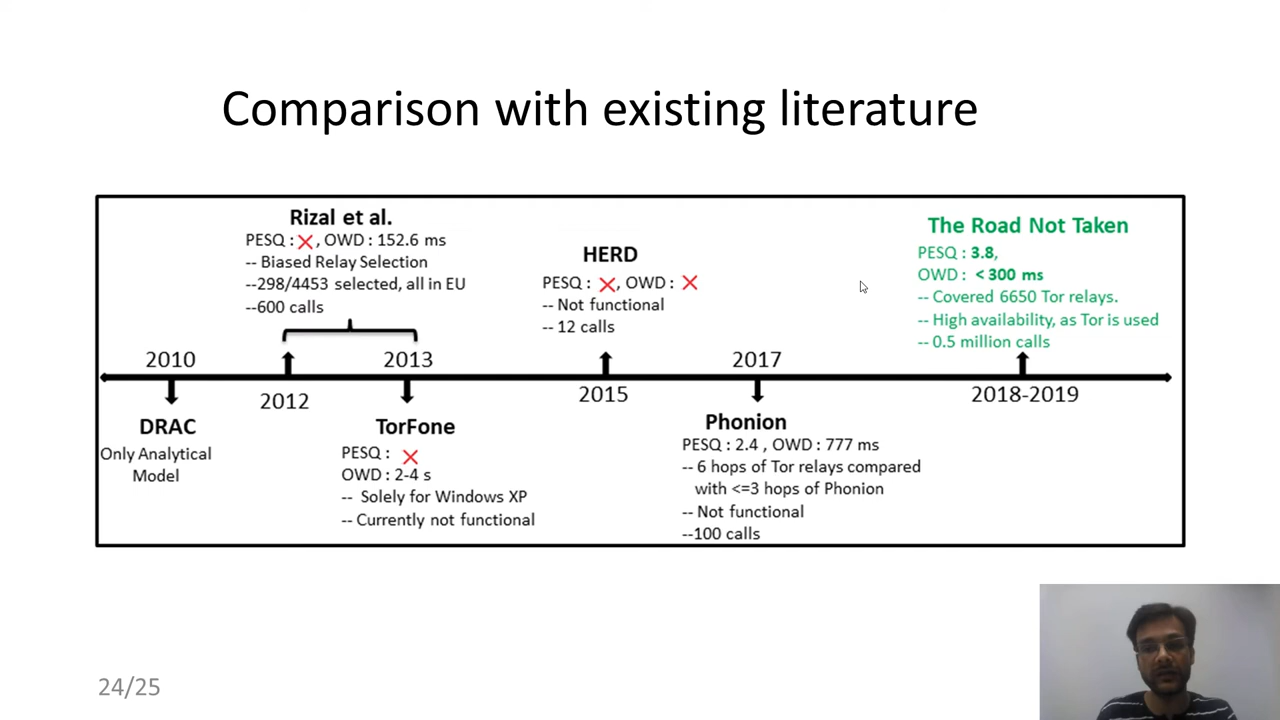 Comparison with existing literature
Rizal et al.
PESQ : ❌, OWD : 152.6 ms
-- Biased Relay Selection
--298/4453 selected, all in EU
--600 calls
HERD
PESQ : ❌, OWD : ❌
-- Not functional
-- 12 calls
The Road Not Taken
PESQ : 3.8,
OWD : < 300 ms
-- Covered 6650 Tor relays.
-- High availability, as Tor is used
-- 0.5 million calls
2010
2013
2017
2012
2015
2018-2019
DRAC
Only Analytical
Model
TorFone
PESQ : ❌
OWD : 2-4 s
-- Solely for Windows XP
-- Currently not functional
Phonion
PESQ : 2.4 , OWD : 777 ms
-- 6 hops of Tor relays compared
with <=3 hops of Phonion
-- Not functional
--100 calls
24/25